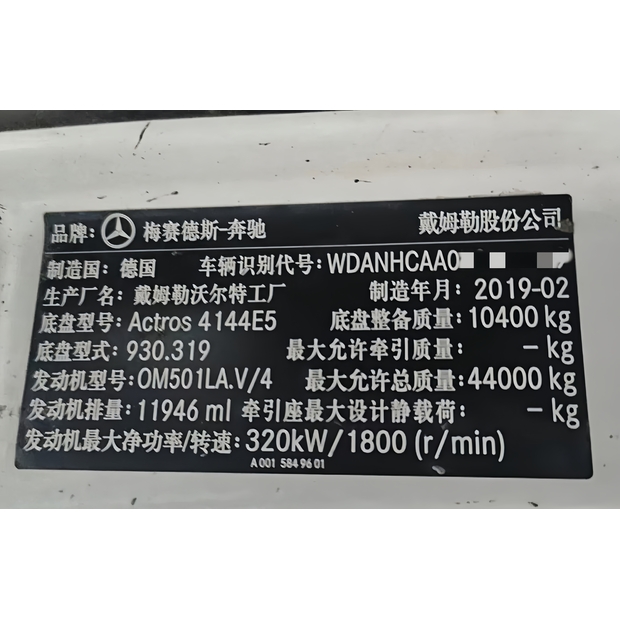 品牌: 梅赛德斯-奔驰 戴姆勒股份公司
制造国: 德国 车辆识别代号: WDANHCAA0
生产厂名: 戴姆勒沃尔特工厂 制造年月: 2019-02
底盘型号: Actros 4144E5 底盘整备质量: 10400 kg
底盘型式: 930.319 最大允许牵引质量: – kg
发动机型号: OM501LA.V/4 最大允许总质量: 44000 kg
发动机排量: 11946 ml 牵引座最大设计静载荷: – kg
发动机最大净功率/转速: 320kW/1800 (r/min)
A 001 584 96 01